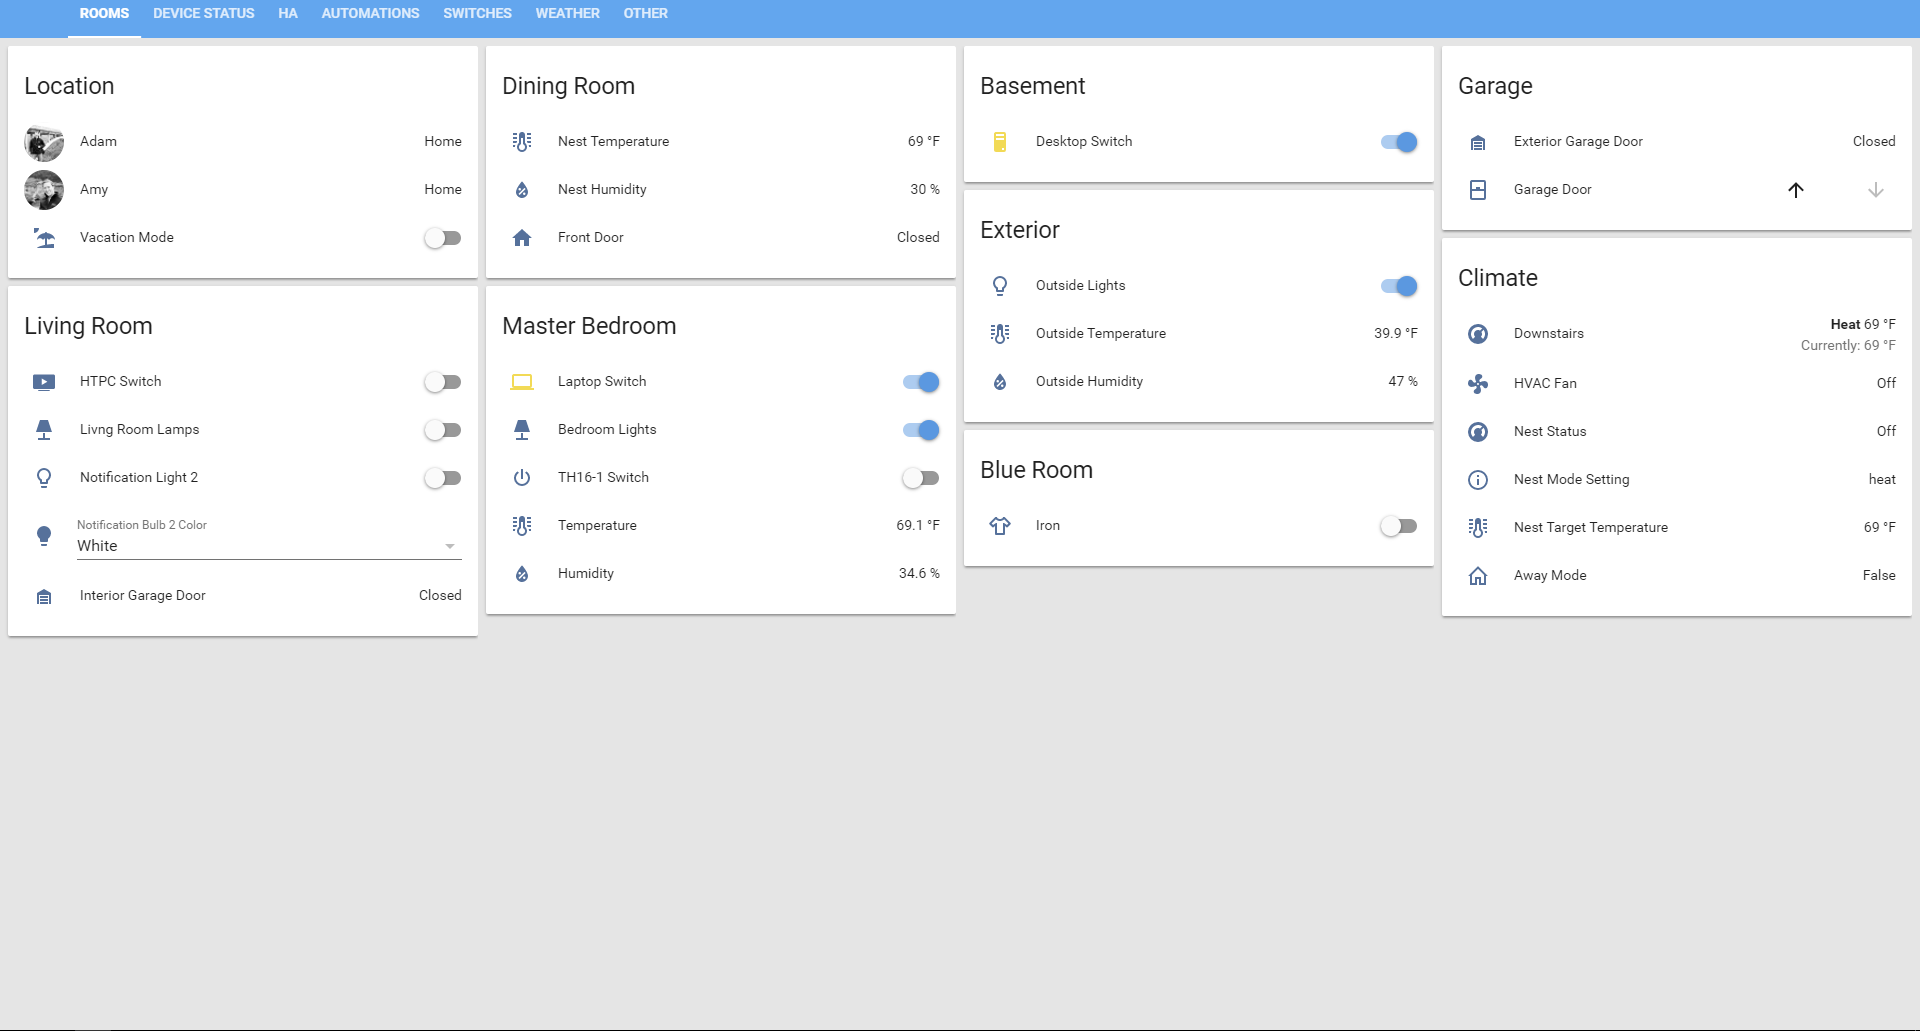 ROOMS DEVICE STATUS HA AUTOMATIONS SWITCHES WEATHER OTHER
Location
Adam Home
Amy Home
Vacation Mode
Living Room
HTPC Switch
Livng Room Lamps
Notification Light 2
Notification Bulb 2 Color
White
Interior Garage Door Closed
Dining Room
Nest Temperature 69 °F
Nest Humidity 30 %
Front Door Closed
Master Bedroom
Laptop Switch
Bedroom Lights
TH16-1 Switch
Temperature 69.1 °F
Humidity 34.6 %
Basement
Desktop Switch
Exterior
Outside Lights
Outside Temperature 39.9 °F
Outside Humidity 47 %
Blue Room
Iron
Garage
Exterior Garage Door Closed
Garage Door
Climate
Downstairs Heat 69 °F
Currently: 69 °F
HVAC Fan Off
Nest Status Off
Nest Mode Setting heat
Nest Target Temperature 69 °F
Away Mode False